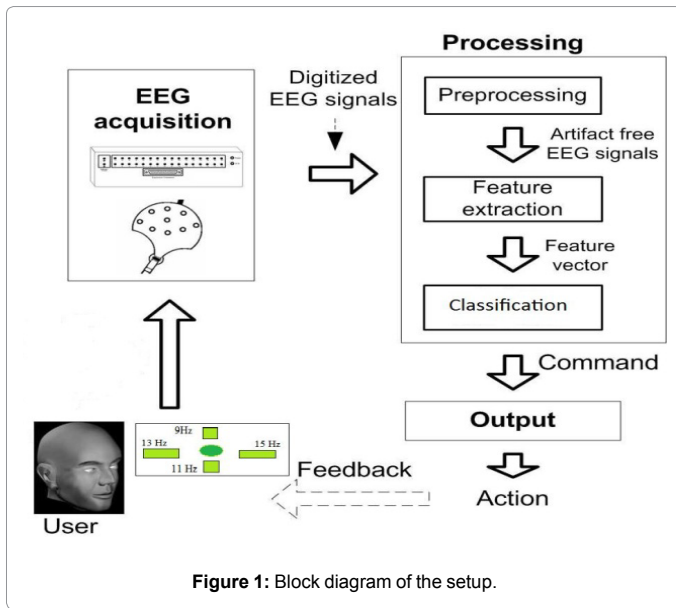 Processing
EEG
acquisition
Digitized
EEG signals
Preprocessing
Artifact free
EEG signals
Feature
extraction
Feature
vector
Classification
Command
Output
Action
Feedback
9Hz
13 Hz
15 Hz
11 Hz
User
Figure 1: Block diagram of the setup.